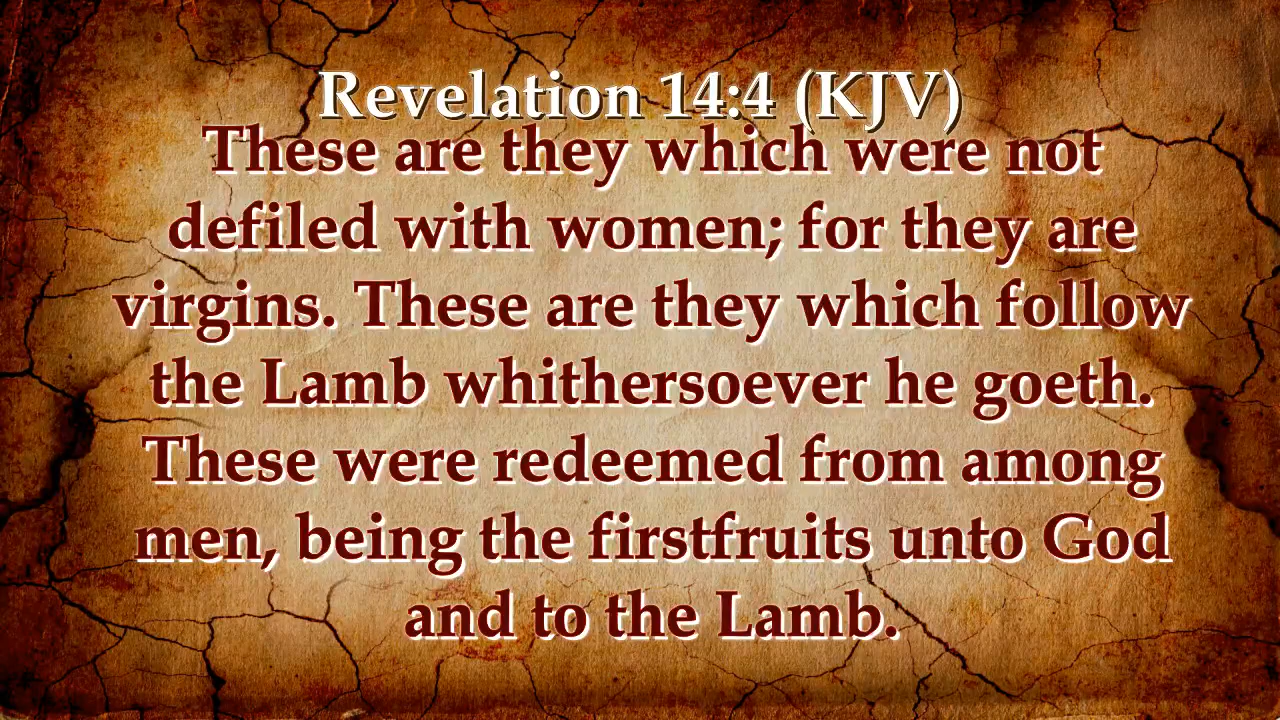 Revelation 14:4 (KJV)
These are they which were not
defiled with women; for they are
virgins. These are they which follow
the Lamb whithersoever he goeth.
These were redeemed from among
men, being the firstfruits unto God
and to the Lamb.